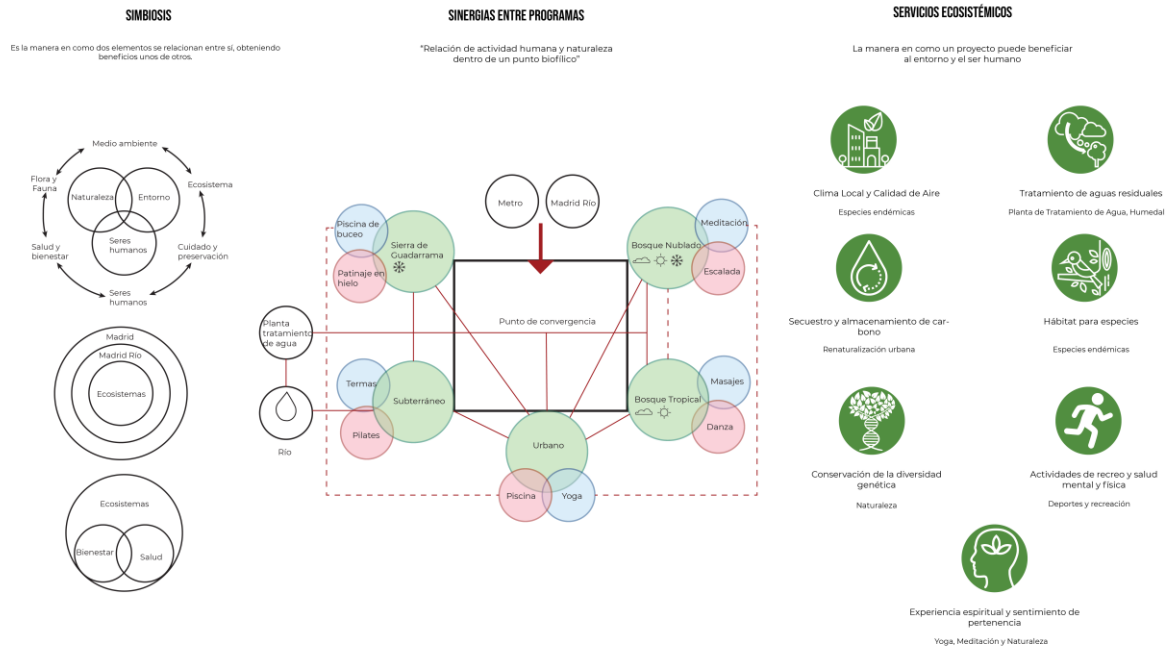 SIMBIOSIS
Es la manera en como dos elementos se relacionan entre sí, obteniendo
beneficios unos de otros.
Medio ambiente
Flora y
Fauna
Ecosistema
Naturaleza
Entorno
Seres
humanos
Salud y
bienestar
Cuidado y
preservación
Seres
humanos
Madrid
Madrid Río
Ecosistemas
Ecosistemas
Bienestar
Salud
SINERGIAS ENTRE PROGRAMAS
"Relación de actividad humana y naturaleza
dentro de un punto biofílico"
Metro
Madrid Río
Piscina de
buceo
Sierra de
Guadarrama
Patinaje en
hielo
Meditación
Bosque Nublado
Escalada
Planta
tratamiento
de agua
Punto de convergencia
Termas
Subterráneo
Pilates
Masajes
Bosque Tropical
Danza
Río
Urbano
Piscina
Yoga
SERVICIOS ECOSISTÉMICOS
La manera en como un proyecto puede beneficiar
al entorno y el ser humano
Clima Local y Calidad de Aire
Especies endémicas
Tratamiento de aguas residuales
Planta de Tratamiento de Agua, Humedal
Secuestro y almacenamiento de car-
bono
Renaturalización urbana
Hábitat para especies
Especies endémicas
Conservación de la diversidad
genética
Naturaleza
Actividades de recreo y salud
mental y física
Deportes y recreación
Experiencia espiritual y sentimiento de
pertenencia
Yoga, Meditación y Naturaleza